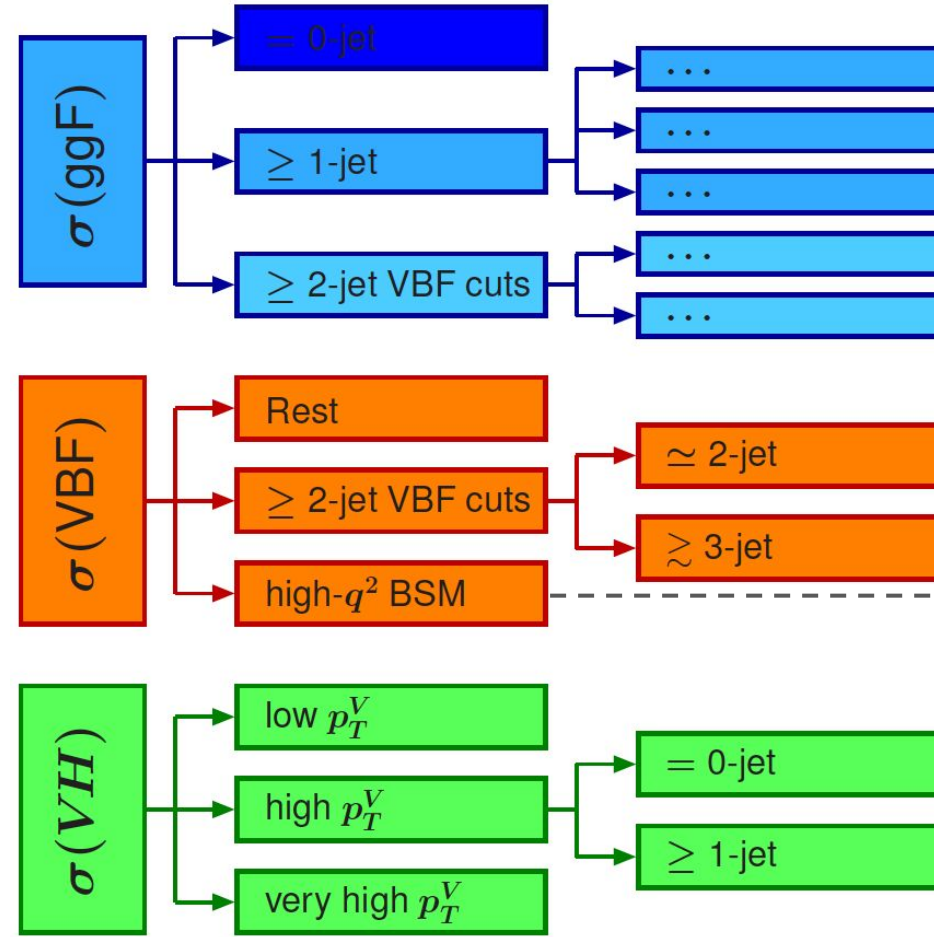 σ(ggF)
= 0-jet
≥ 1-jet
≥ 2-jet VBF cuts
...
...
...
...
...
σ(VBF)
Rest
≥ 2-jet VBF cuts
high-q² BSM
≃ 2-jet
≳ 3-jet
σ(VH)
low p_T^V
high p_T^V
very high p_T^V
= 0-jet
≥ 1-jet